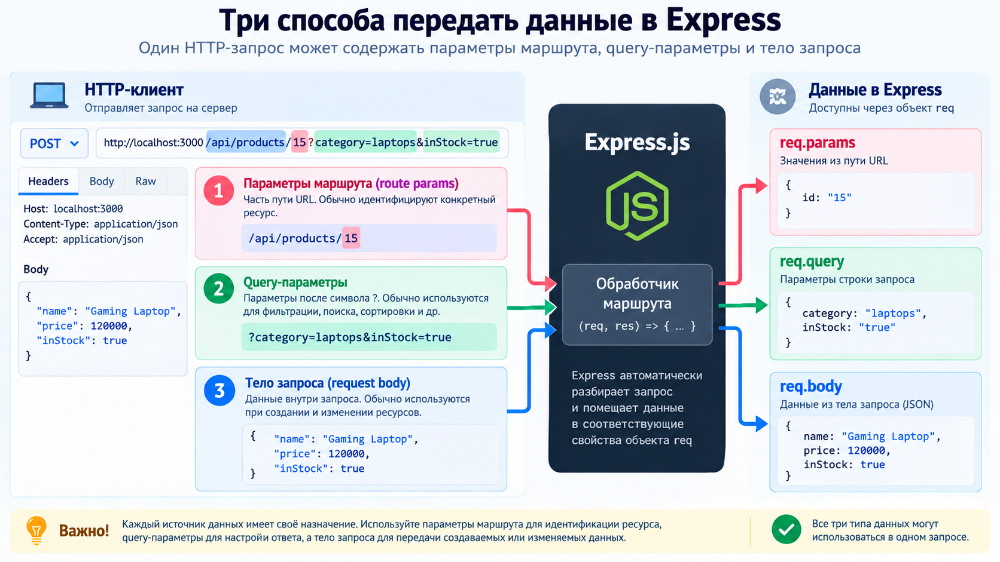 Три способа передать данные в Express
Один HTTP-запрос может содержать параметры маршрута, query-параметры и тело запроса
HTTP-клиент
Отправляет запрос на сервер
POST
http://localhost:3000/api/products/15?category=laptops&inStock=true
Headers Body Raw
Host: localhost:3000
Content-Type: application/json
Accept: application/json
Body
{
"name": "Gaming Laptop",
"price": 120000,
"inStock": true
}
1
Параметры маршрута (route params)
Часть пути URL. Обычно идентифицируют конкретный
ресурс.
/api/products/15
2
Query-параметры
Параметры после символа ?. Обычно используются
для фильтрации, поиска, сортировки и др.
?category=laptops&inStock=true
3
Тело запроса (request body)
Данные внутри запроса. Обычно используются
при создании и изменении ресурсов.
{ "name": "Gaming Laptop",
"price": 120000,
"inStock": true
}
Express.js
JS
Обработчик
маршрута
(req, res) => { … }
Express автоматически
разбирает запрос
и помещает данные
в соответствующие
свойства объекта req
Данные в Express
Доступны через объект req
req.params
Значения из пути URL
{
id: "15"
}
req.query
Параметры строки запроса
{
category: "laptops",
inStock: "true"
}
req.body
Данные из тела запроса (JSON)
{
name: "Gaming Laptop",
price: 120000,
inStock: true
}
Важно!
Каждый источник данных имеет своё назначение. Используйте параметры маршрута для идентификации ресурса,
query-параметры для настройки ответа, а тело запроса для передачи создаваемых или изменяемых данных.
Все три типа данных могут
использоваться в одном запросе.